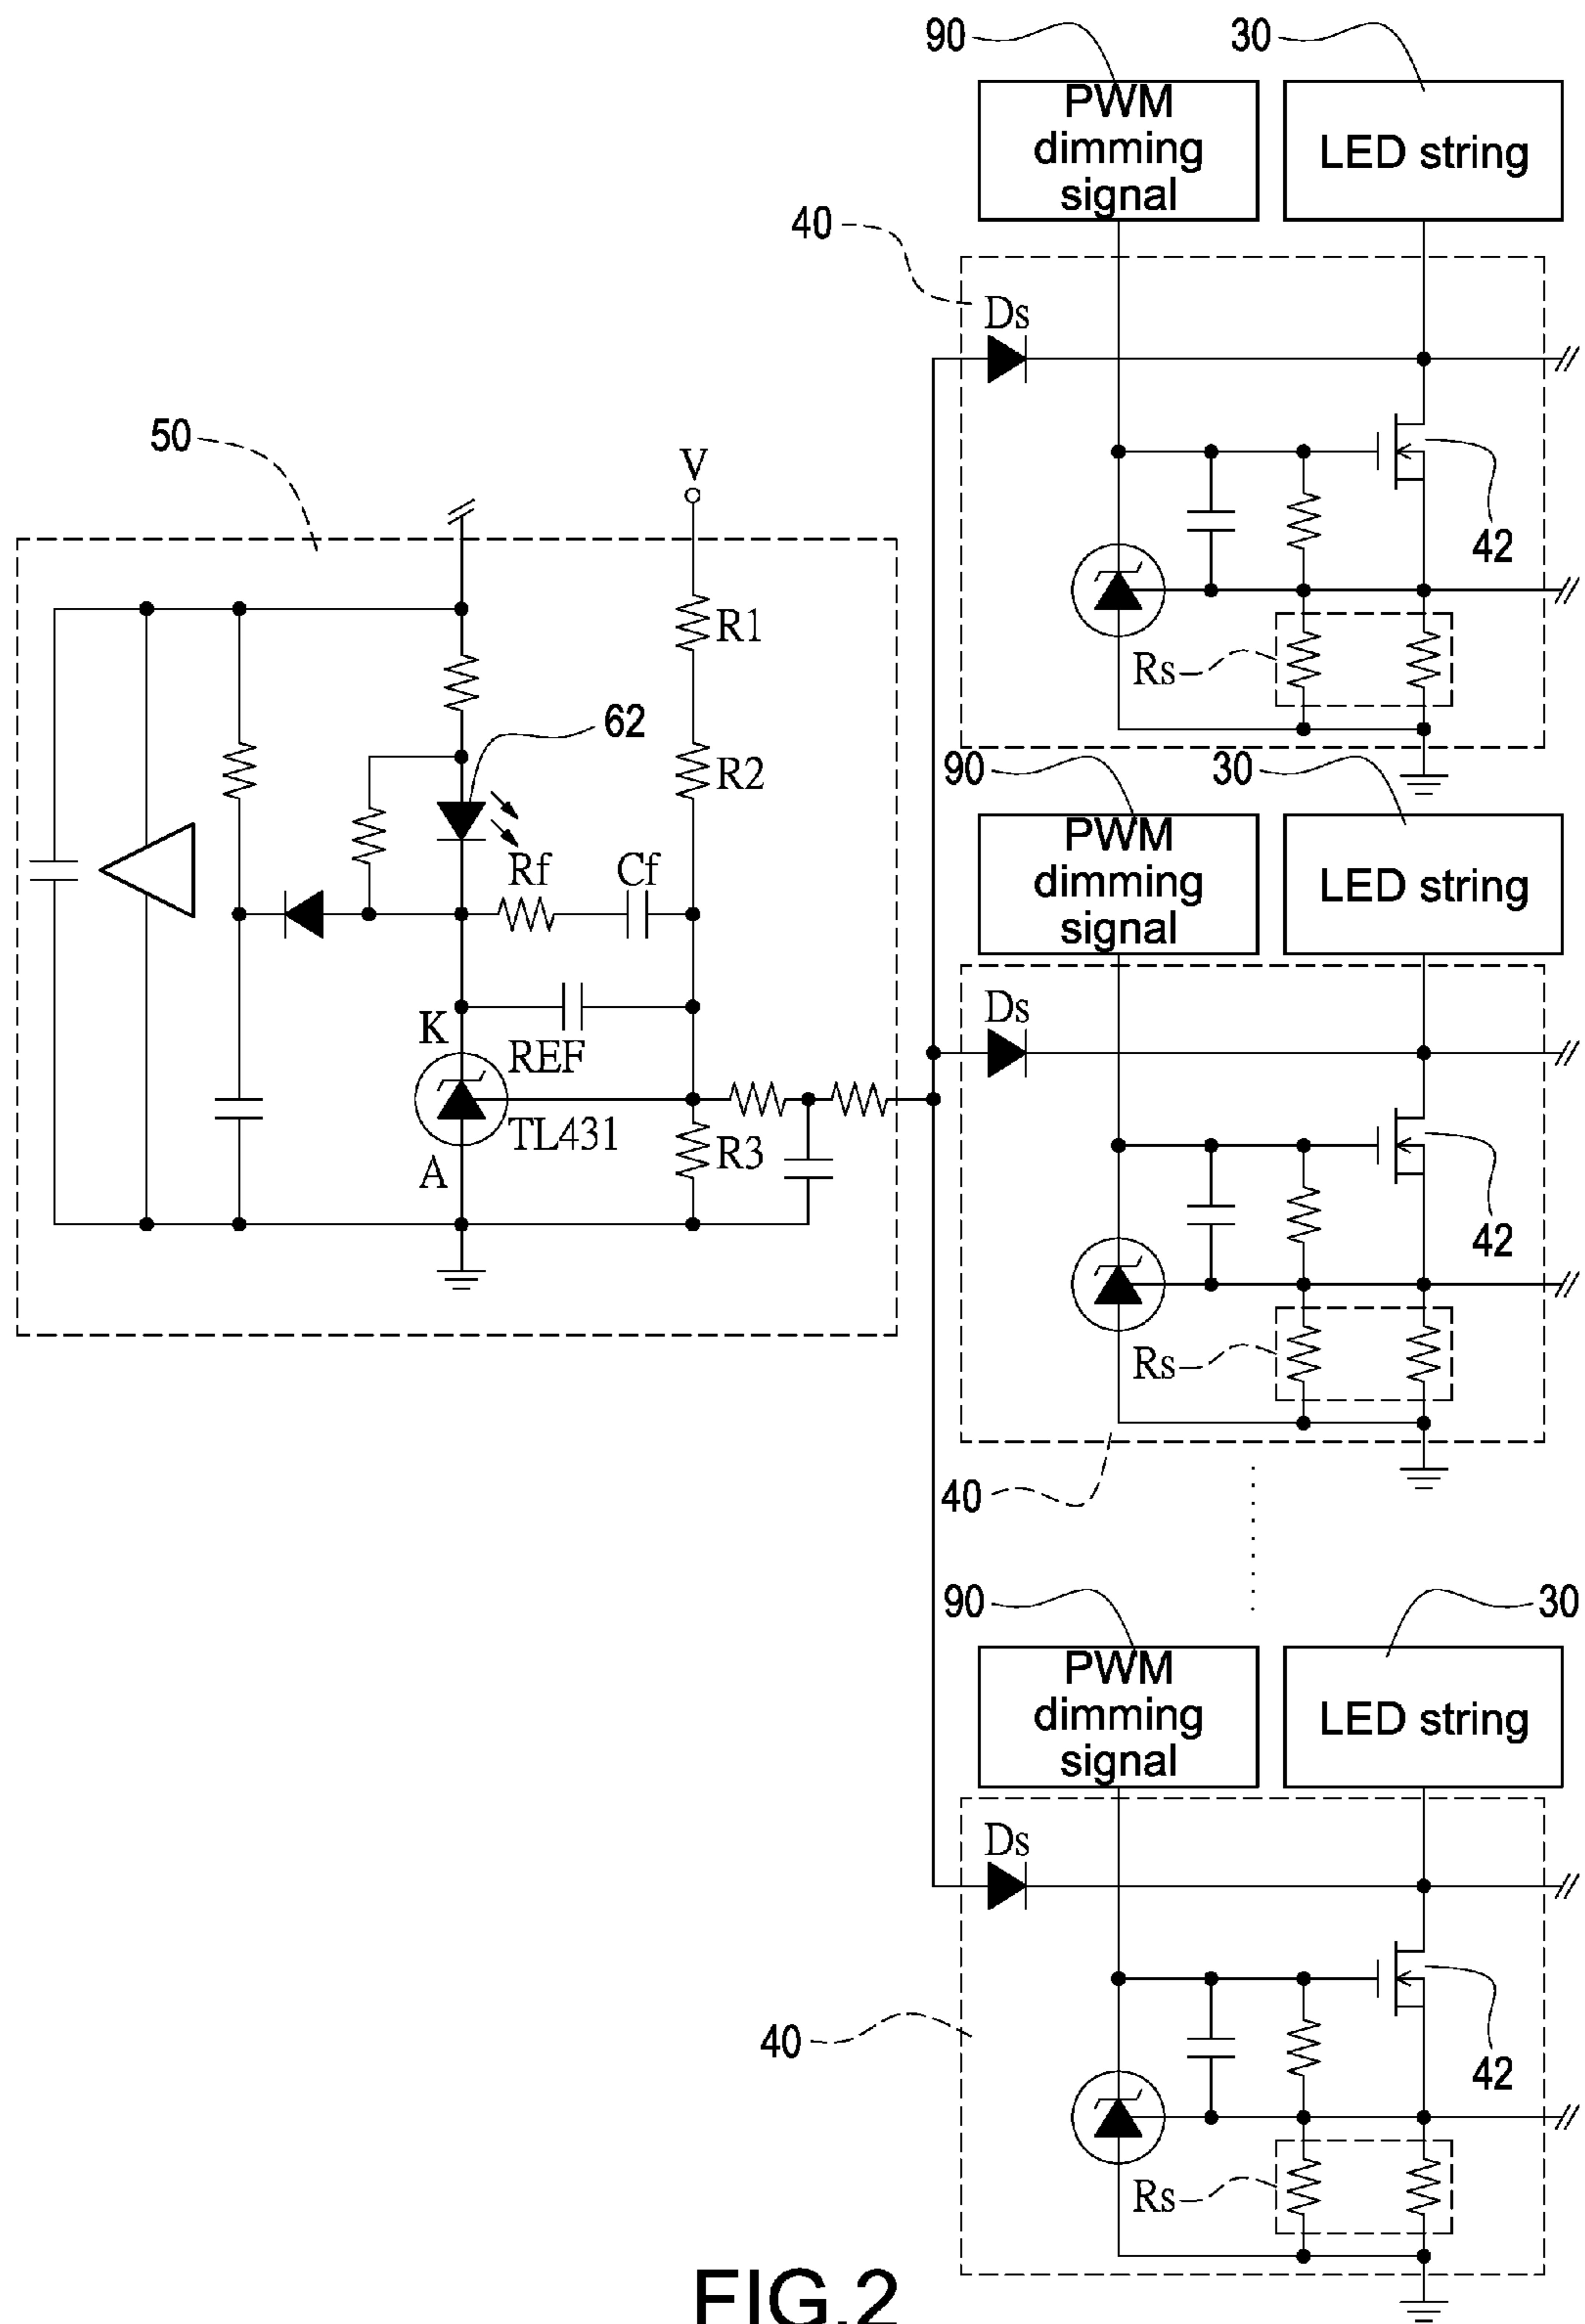 90
30
PWM
dimming
signal
LED string
40
Ds
50
V
42
R1
Rs
62
R2
90
30
PWM
dimming
signal
LED string
Rf
Cf
Ds
K
REF
TL431
R3
A
42
Rs
40
90
30
PWM
dimming
signal
LED string
Ds
40
42
Rs
FIG.2